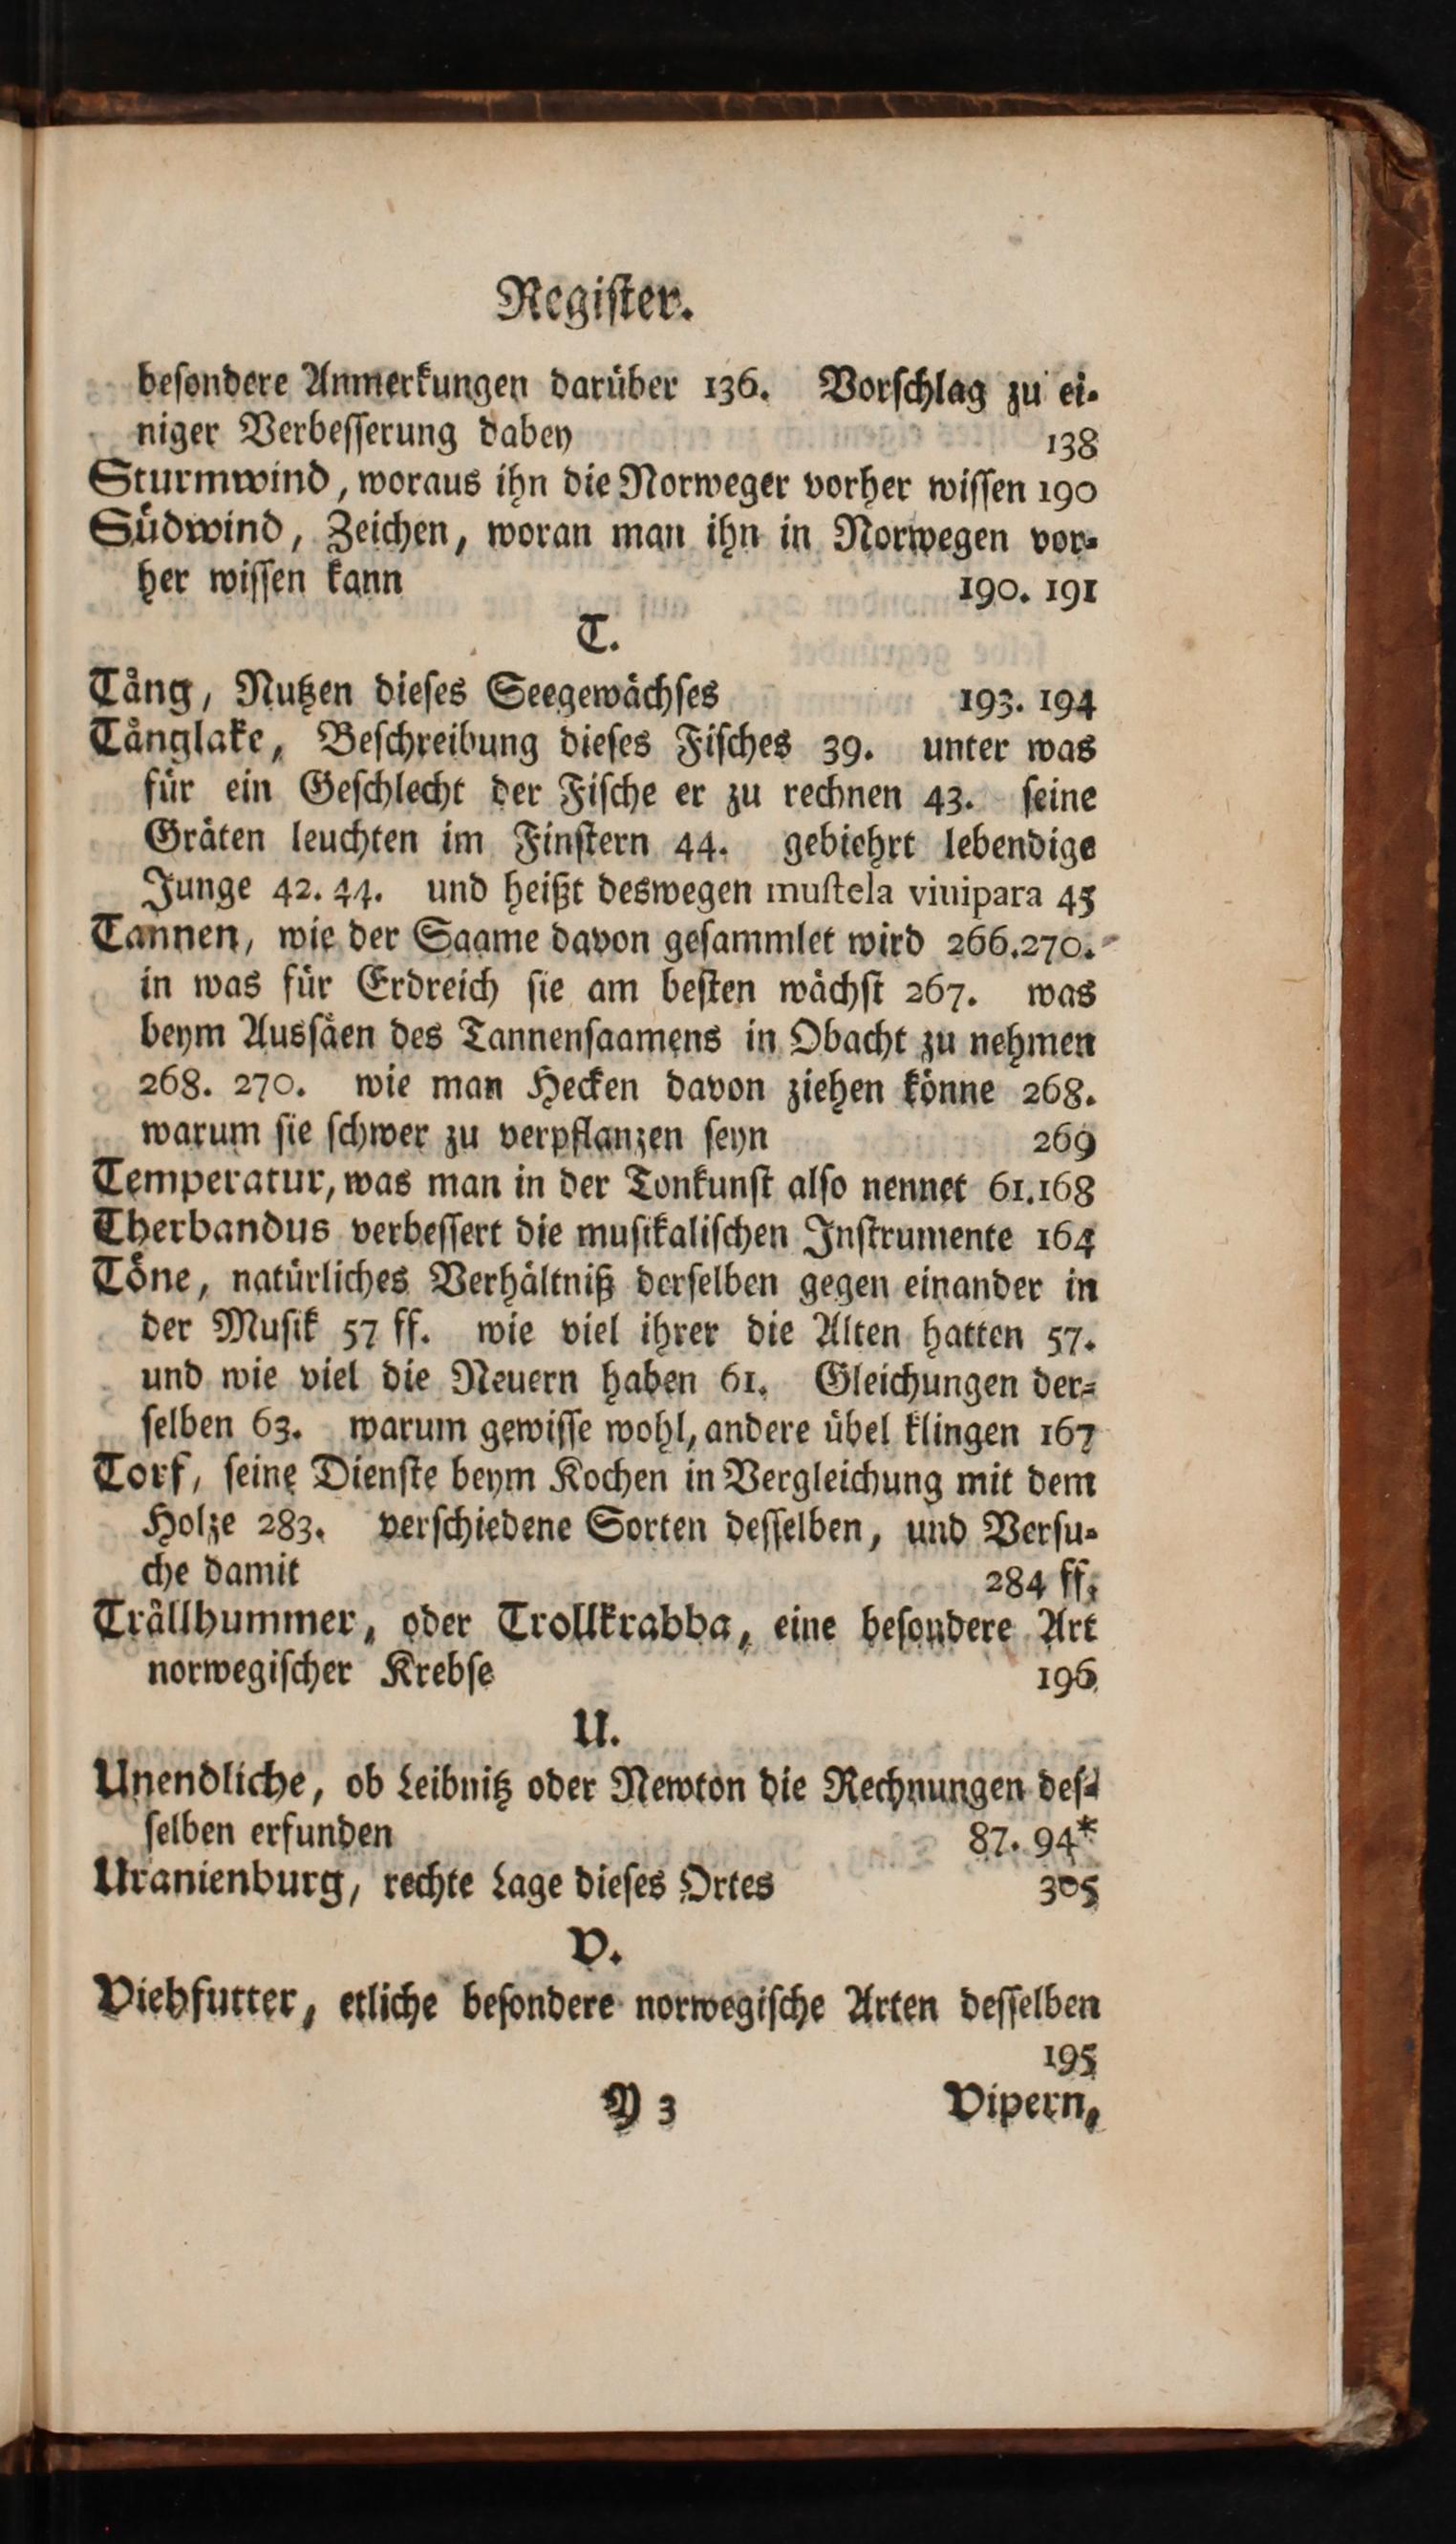 Regiſter.
beſondere Anmerkungen darüber 136. Vorſchlag zu ei-
niger Verbeſſerung dabey 138
Sturmwind, woraus ihn die Norweger vorher wiſſen 190
Südwind, Zeichen, woran man ihn in Norwegen vor-
her wiſſen kann 190. 191
T.
Tång, Nutzen dieſes Seegewächſes 193. 194
Tånglake, Beſchreibung dieſes Fiſches 39. unter was
für ein Geſchlecht der Fiſche er zu rechnen 43. ſeine
Gräten leuchten im Finſtern 44. gebiehrt lebendige
Junge 42. 44. und heißt deswegen muſtela viuipara 45
Tannen, wie der Saame davon geſammlet wird 266.270.
in was für Erdreich ſie am beſten wächſt 267. was
beym Ausſäen des Tannenſaamens in Obacht zu nehmen
268. 270. wie man Hecken davon ziehen könne 268.
warum ſie ſchwer zu verpflanzen ſeyn 269
Temperatur, was man in der Tonkunſt alſo nennet 61.168
Therbandus verbeſſert die muſikaliſchen Inſtrumente 164
Töne, natürliches Verhältniß derſelben gegen einander in
der Muſik 57 ff. wie viel ihrer die Alten hatten 57.
und wie viel die Neuern haben 61. Gleichungen der-
ſelben 63. warum gewiſſe wohl, andere übel klingen 167
Torf, ſeine Dienſte beym Kochen in Vergleichung mit dem
Holze 283. verſchiedene Sorten deſſelben, und Verſu-
che damit 284 ff.
Trällhummer, oder Trollkrabba, eine beſondere Art
norwegiſcher Krebſe 196
U.
Unendliche, ob Leibnitz oder Newton die Rechnungen deſ-
ſelben erfunden 87. 94*
Uranienburg, rechte Lage dieſes Ortes 305
V.
Viehfutter, etliche beſondere norwegiſche Arten deſſelben
195
Y 3 Vipern,